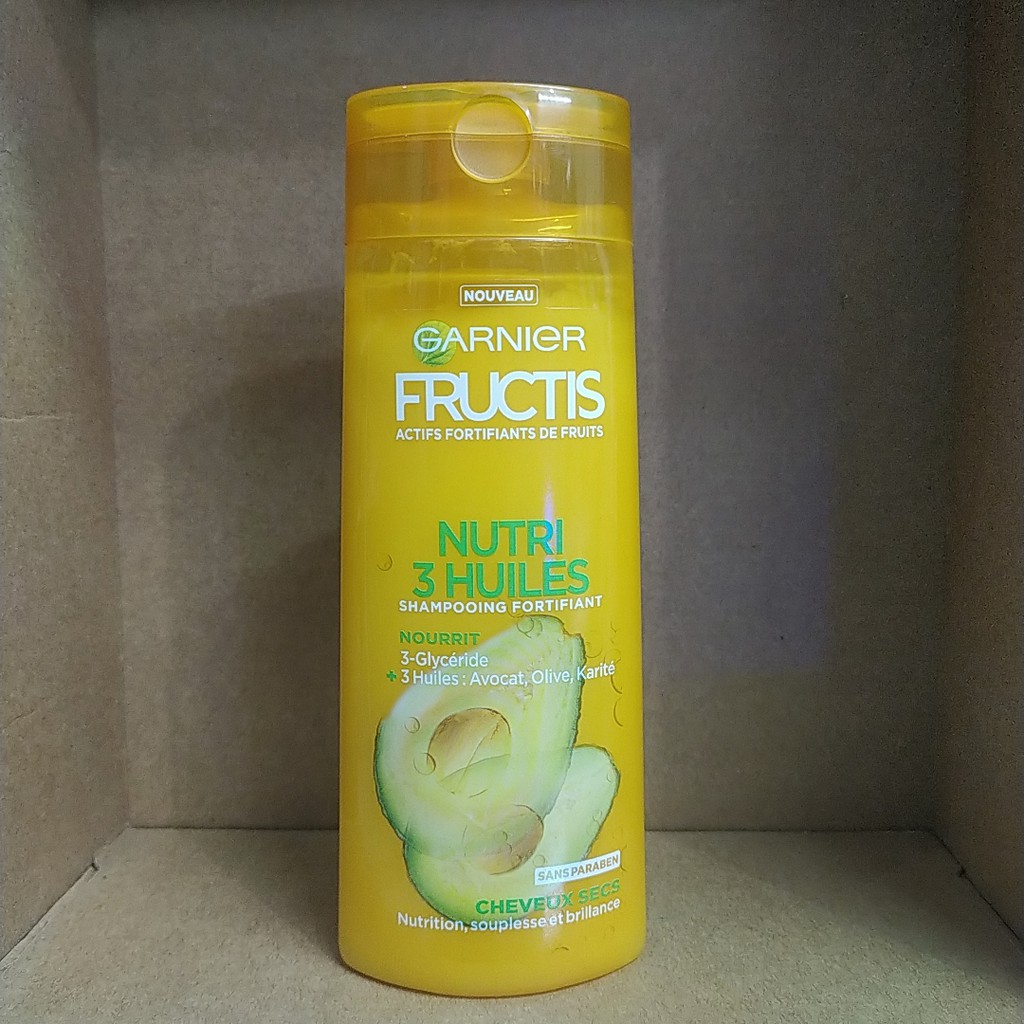 NOUVEAU
GARNIER
FRUCTIS
ACTIFS FORTIFIANTS DE FRUITS
NUTRI
3 HUILES
SHAMPOOING FORTIFIANT
NOURRIT
3-Glycéride
+ 3 Huiles : Avocat, Olive, Karité
SANS PARABEN
CHEVEUX SECS
Nutrition, souplesse et brillance